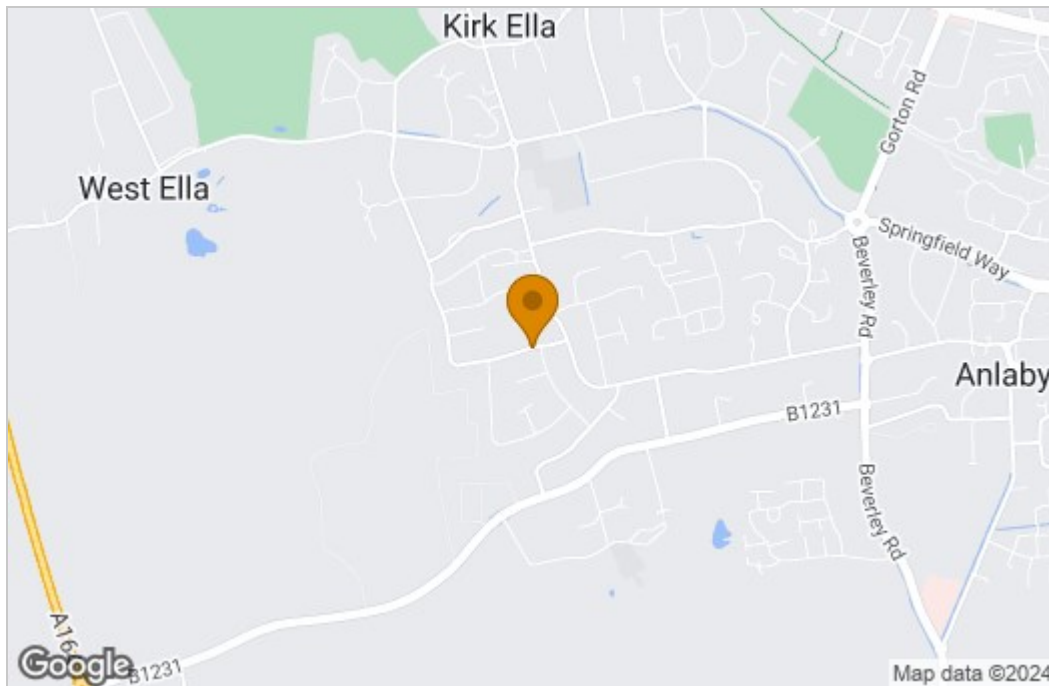 Kirk Ella
Gorton Rd
West Ella
Springfield Way
Beverley Rd
Anlaby
B1231
Beverley Rd
A16
B1231
Google
Map data ©2024